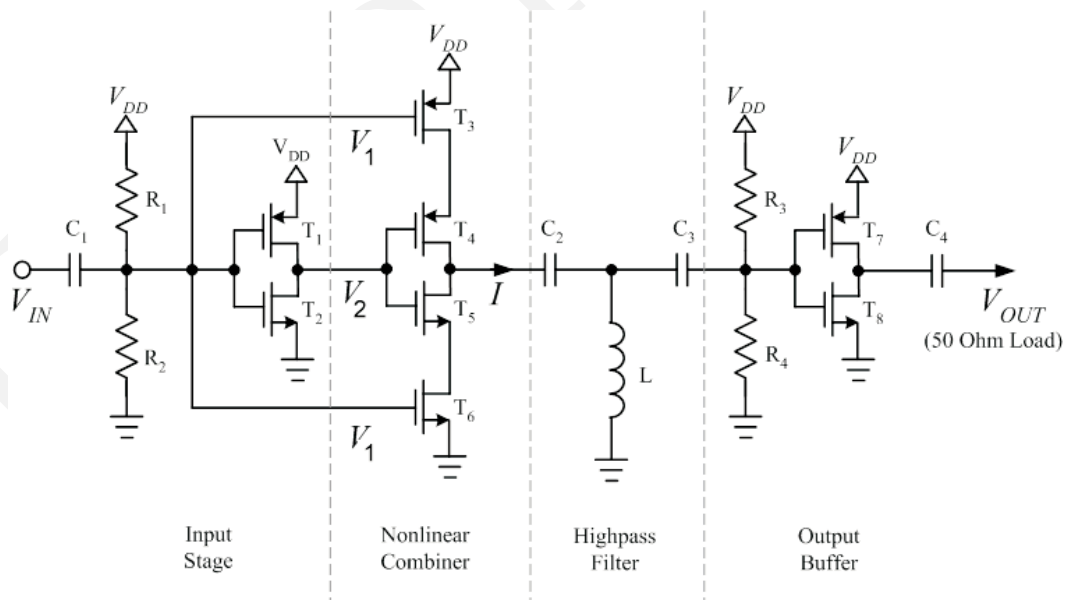 V_DD
V_DD
V_DD
V_DD
V_DD
T_3
V_1
R_1
R_3
C_1
T_1
T_4
C_2
C_3
T_7
C_4
V_IN
V_2
I
V_OUT
(50 Ohm Load)
T_2
T_5
T_8
R_2
L
R_4
T_6
V_1
Input
Stage
Nonlinear
Combiner
Highpass
Filter
Output
Buffer